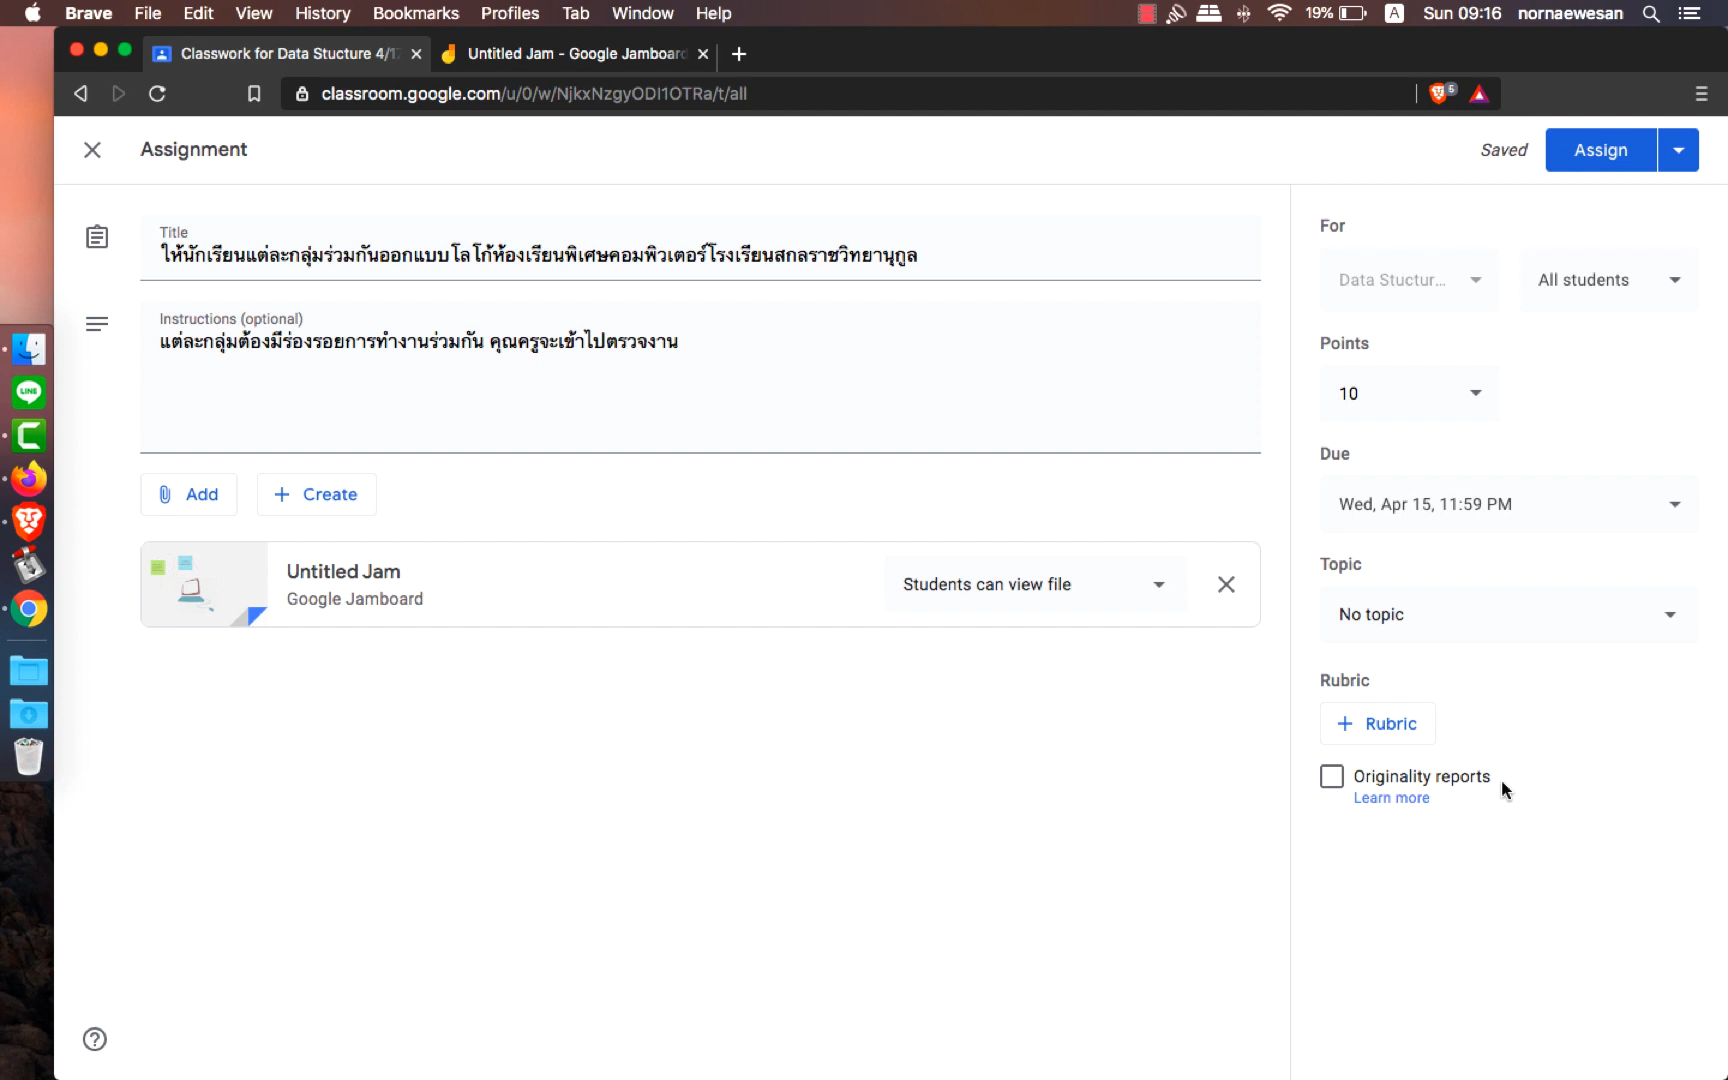 Brave File Edit View History Bookmarks Profiles Tab Window Help 19% A Sun 09:16 nornaewesan
Classwork for Data Stucture 4/1 Untitled Jam - Google Jamboard
classroom.google.com/u/0/w/NjkxNzgyODI1OTRa/t/all 5
Assignment Saved Assign
Title
ให้นักเรียนแต่ละกลุ่มร่วมกันออกแบบโลโก้ห้องเรียนพิเศษคอมพิวเตอร์โรงเรียนสกลราชวิทยานุกูล
Instructions (optional)
แต่ละกลุ่มต้องมีร่องรอยการทำงานร่วมกัน คุณครูจะเข้าไปตรวจงาน
Add Create
Untitled Jam
Google Jamboard
Students can view file
For
Data Stuctur... All students
Points
10
Due
Wed, Apr 15, 11:59 PM
Topic
No topic
Rubric
Rubric
Originality reports
Learn more
LINE